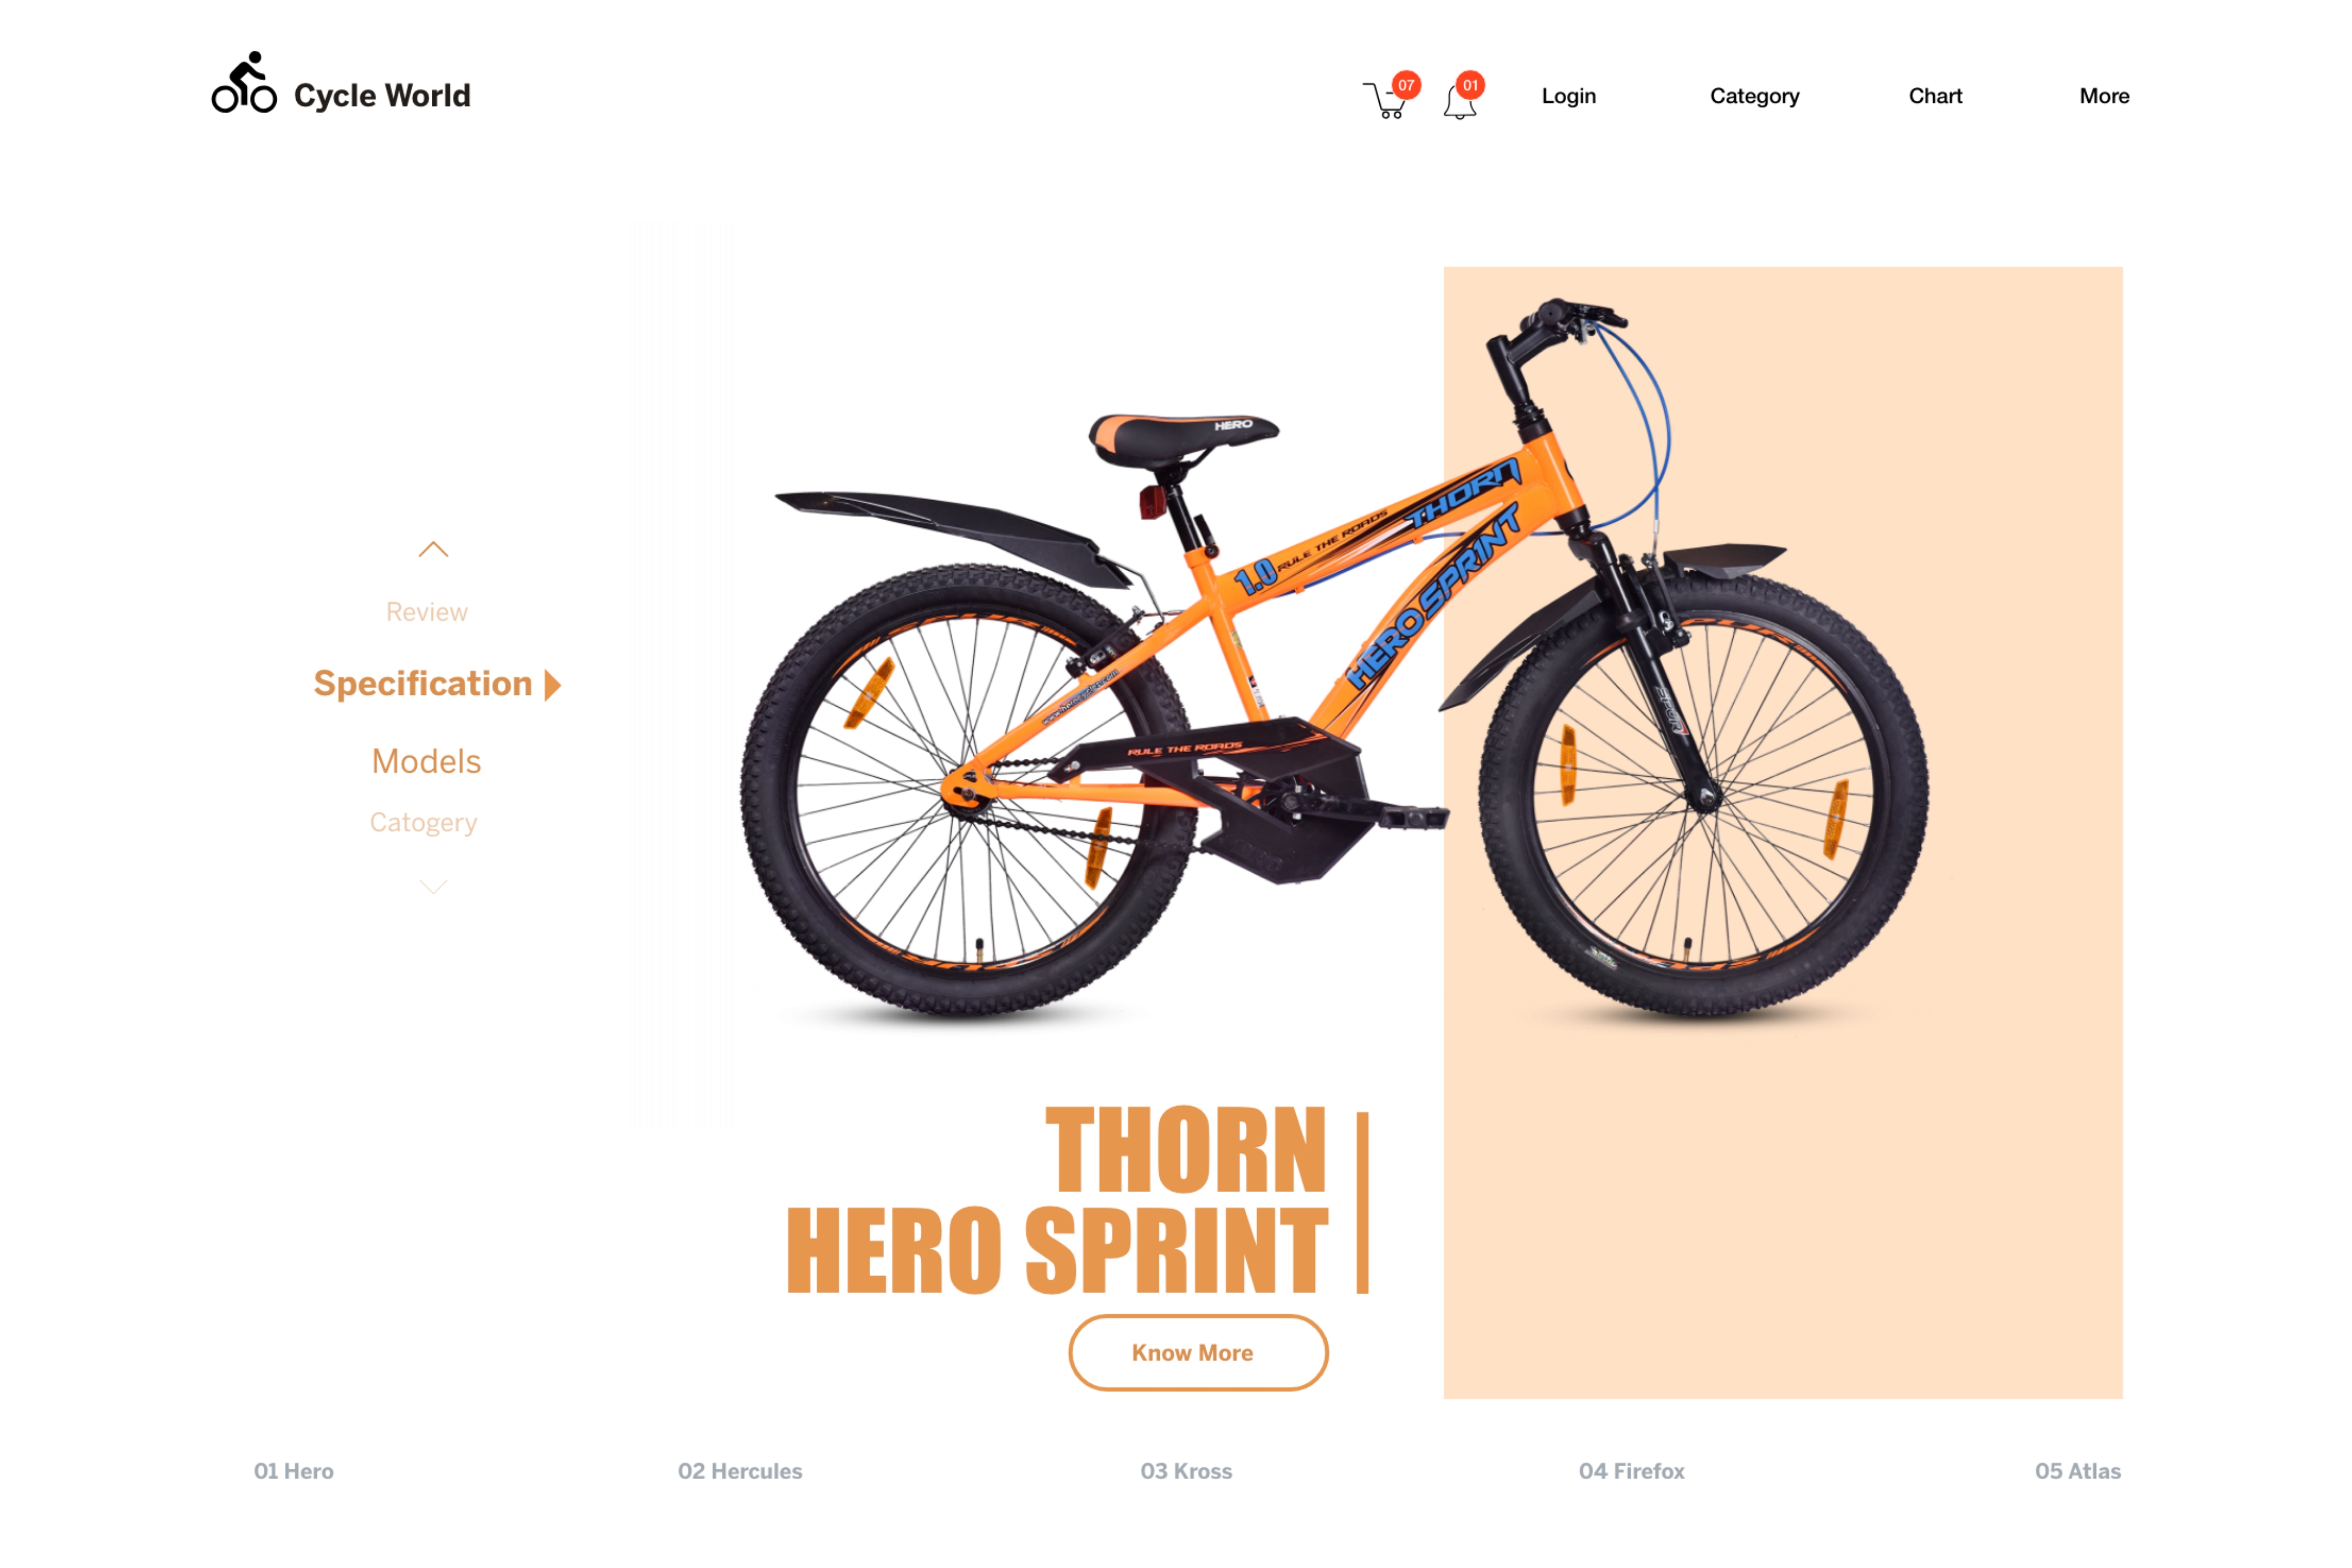 Cycle World
07
01
Login
Category
Chart
More
Review
Specification
Models
Catogery
HERO
THORN
1.0 RULE THE ROADS
HERO SPRINT
RULE THE ROADS
THORN
HERO SPRINT
Know More
01 Hero
02 Hercules
03 Kross
04 Firefox
05 Atlas